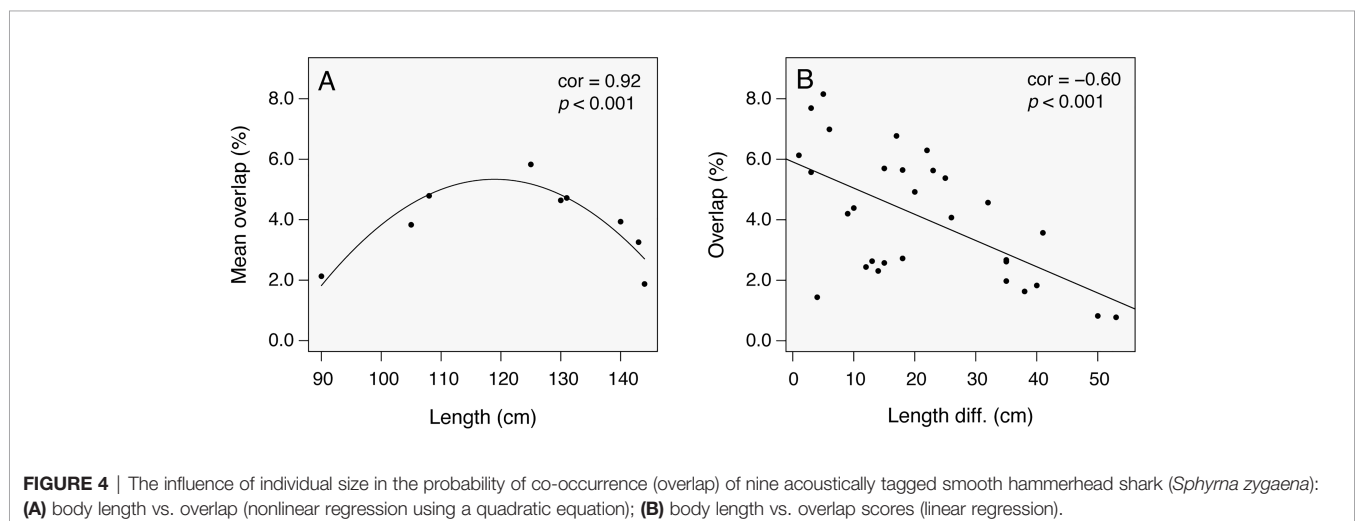 A
cor = 0.92
p < 0.001
Mean overlap (%)
8.0
6.0
4.0
2.0
0.0
90 100 110 120 130 140
Length (cm)
B
cor = −0.60
p < 0.001
Overlap (%)
8.0
6.0
4.0
2.0
0.0
0 10 20 30 40 50
Length diff. (cm)
FIGURE 4 | The influence of individual size in the probability of co-occurrence (overlap) of nine acoustically tagged smooth hammerhead shark (Sphyrna zygaena):
(A) body length vs. overlap (nonlinear regression using a quadratic equation); (B) body length vs. overlap scores (linear regression).